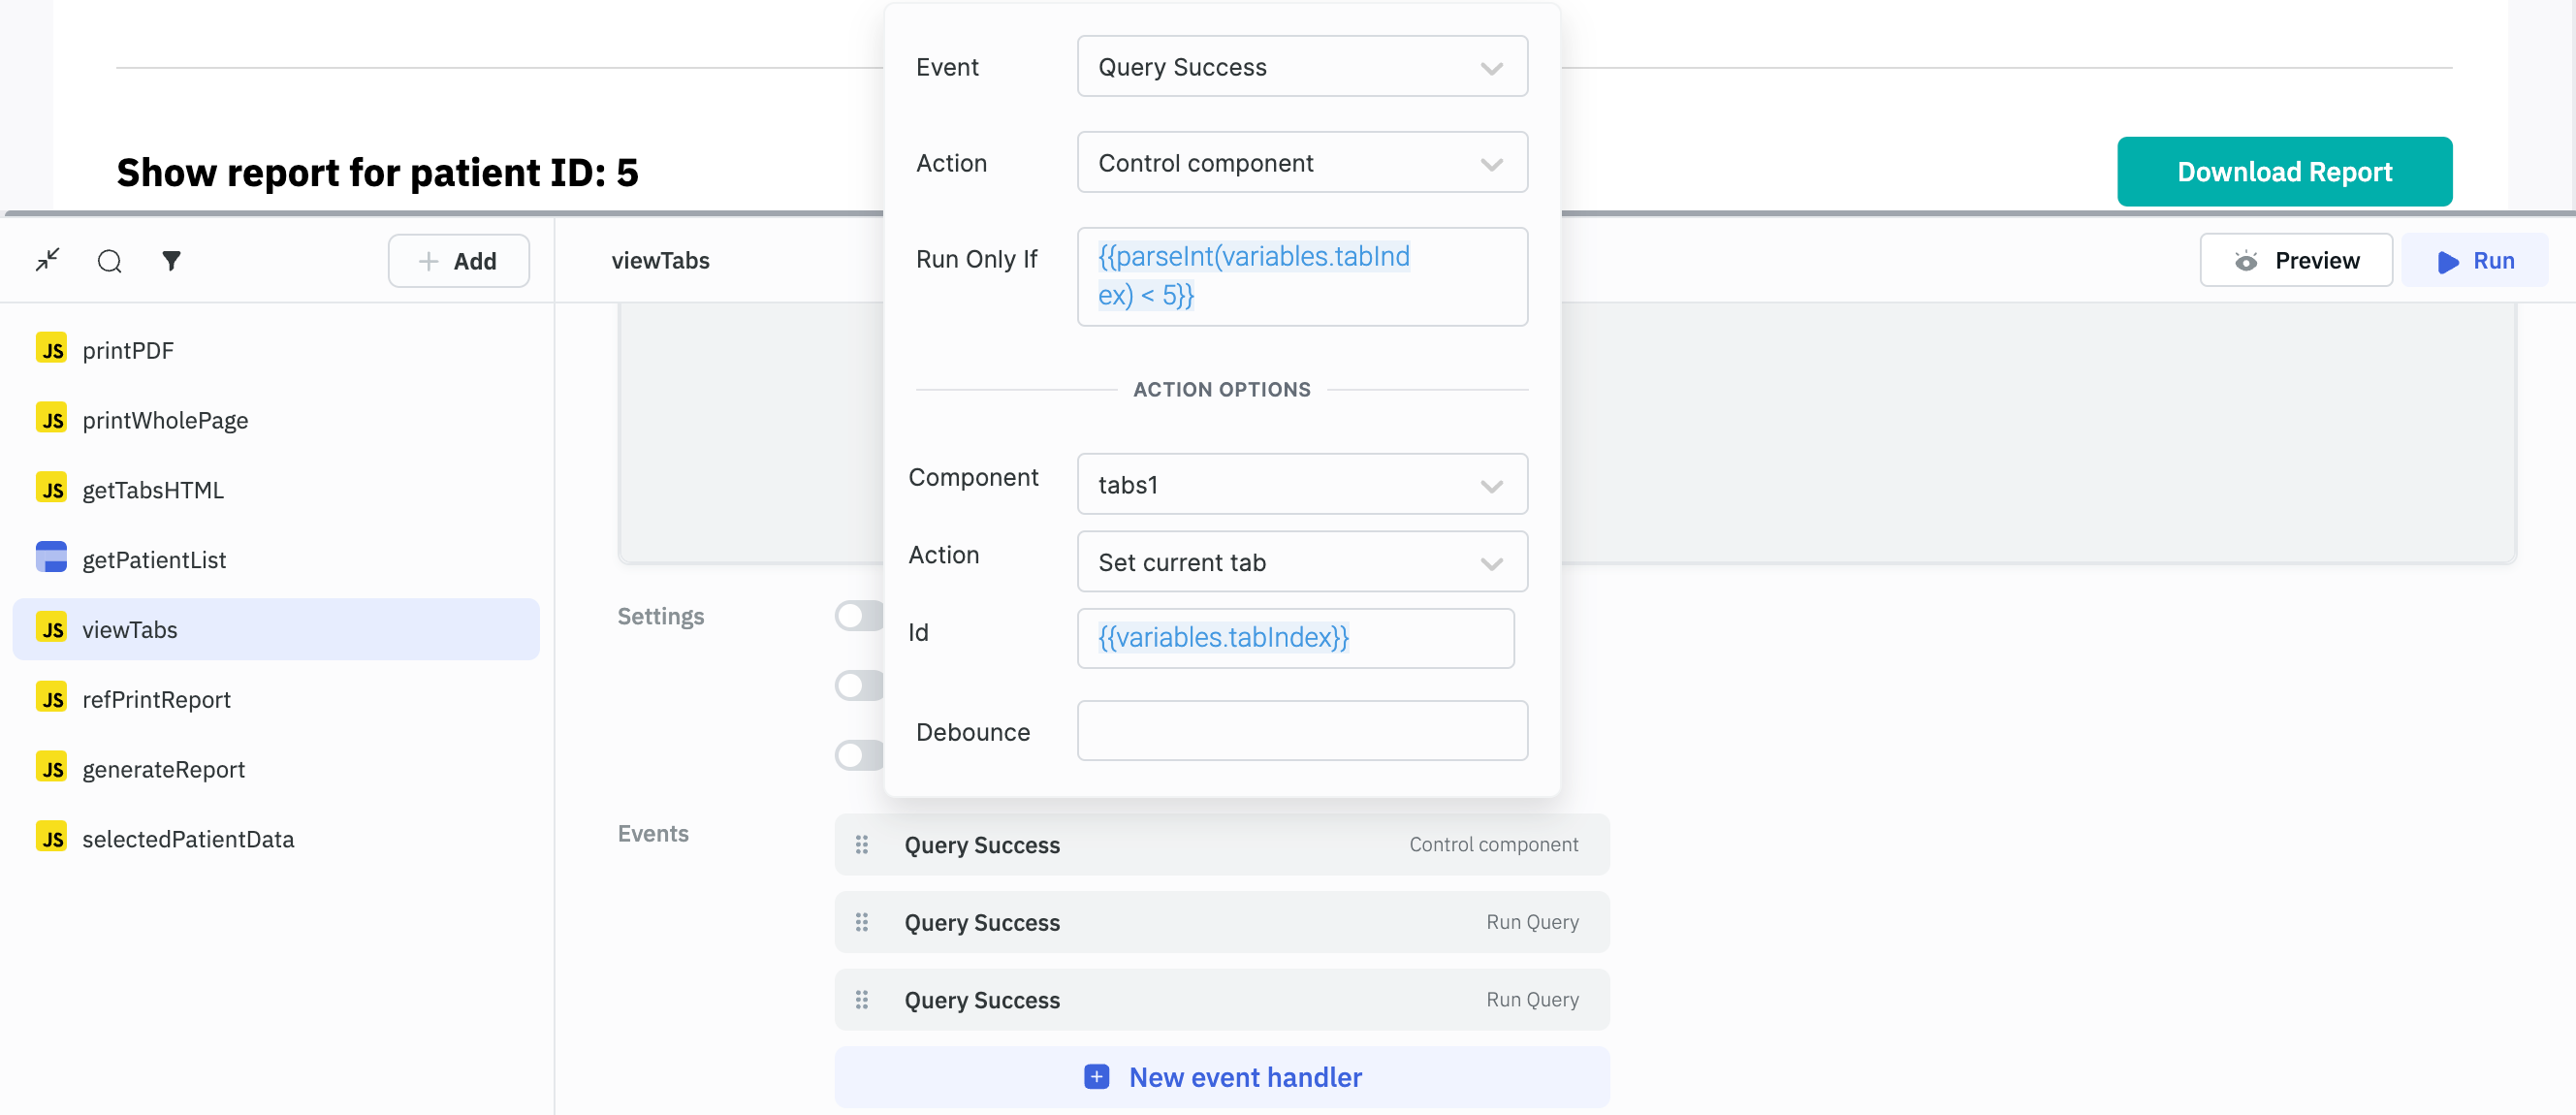 Event
Query Success
Action
Control component
Show report for patient ID: 5
Download Report
Run Only If
{{parseInt(variables.tabInd
ex) < 5}}
Add
viewTabs
Preview
Run
JS printPDF
JS printWholePage
JS getTabsHTML
getPatientList
JS viewTabs
JS refPrintReport
JS generateReport
JS selectedPatientData
ACTION OPTIONS
Component
tabs1
Action
Set current tab
Id
{{variables.tabIndex}}
Debounce
Settings
Events
Query Success Control component
Query Success Run Query
Query Success Run Query
New event handler